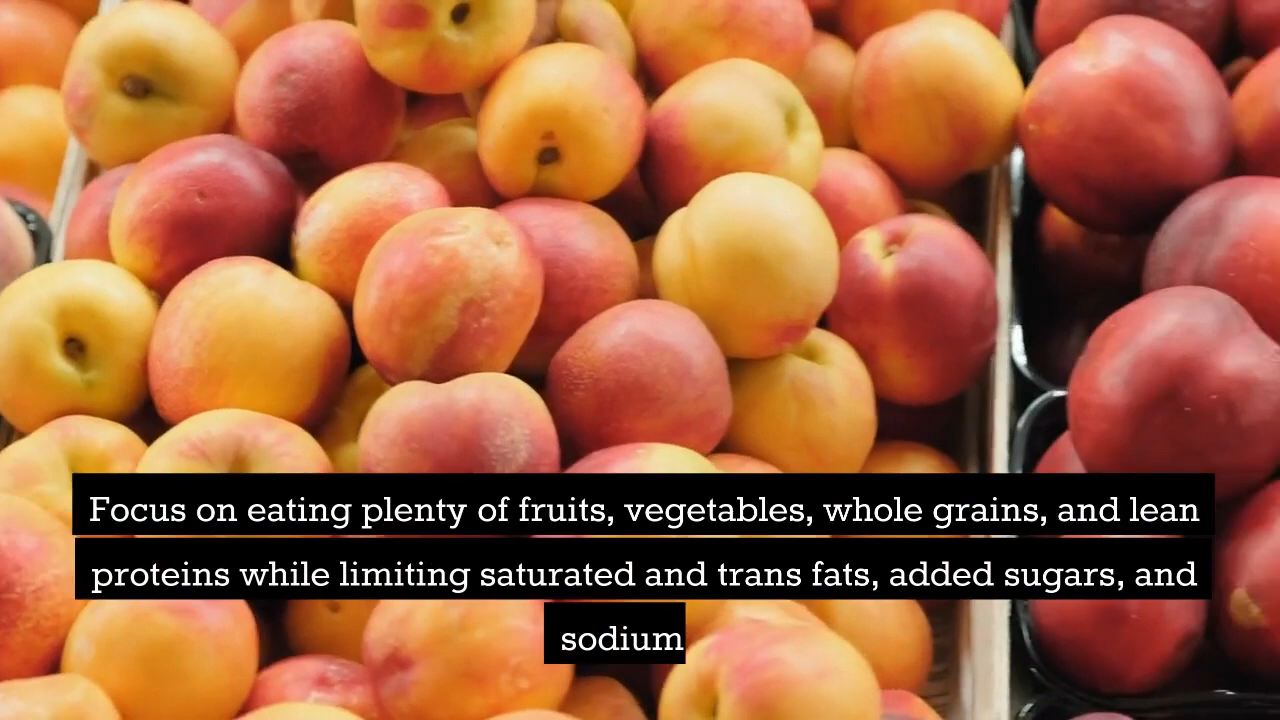 Focus on eating plenty of fruits, vegetables, whole grains, and lean
proteins while limiting saturated and trans fats, added sugars, and
sodium